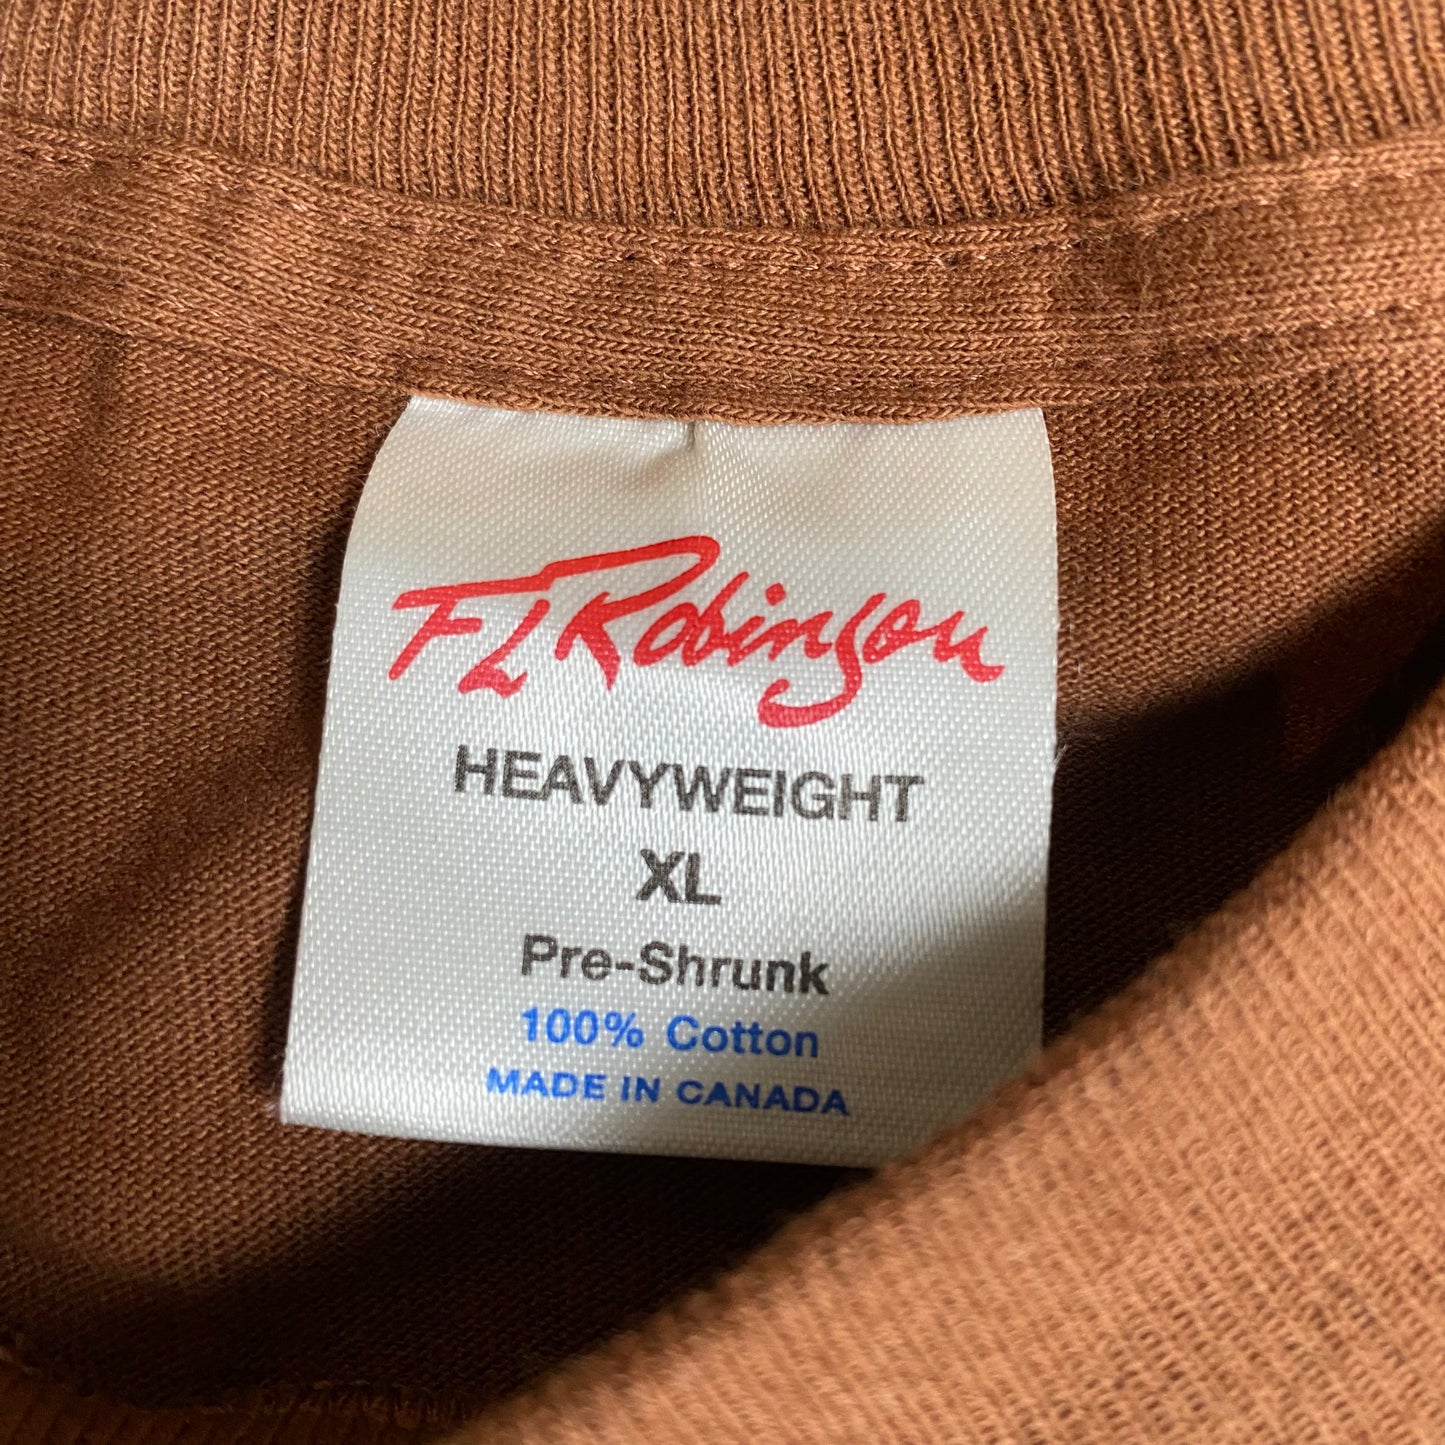 FL Robinson
HEAVYWEIGHT
XL
Pre-Shrunk
100% Cotton
MADE IN CANADA